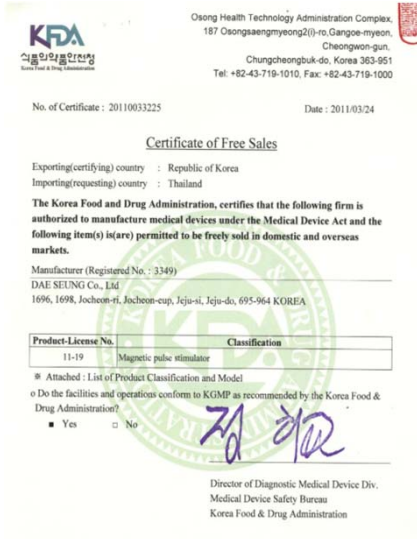 Osong Health Technology Administration Complex,
187 Osongsaengmyeong2(i)-ro,Gangoe-myeon,
Cheongwon-gun,
Chungcheongbuk-do, Korea 363-951
Tel: +82-43-719-1010, Fax: +82-43-719-1000
KFDA
식품의약품안전청
Korea Food & Drug Administration
No. of Certificate : 20110033225
Date : 2011/03/24
Certificate of Free Sales
Exporting(certifying) country : Republic of Korea
Importing(requesting) country : Thailand
The Korea Food and Drug Administration, certifies that the following firm is
authorized to manufacture medical devices under the Medical Device Act and the
following item(s) is(are) permitted to be freely sold in domestic and overseas
markets.
Manufacturer (Registered No. : 3349)
DAE SEUNG Co., Ltd
1696, 1698, Jocheon-ri, Jocheon-eup, Jeju-si, Jeju-do, 695-964 KOREA
Product-License No. Classification
11-19 Magnetic pulse stimulator
※ Attached : List of Product Classification and Model
o Do the facilities and operations conform to KGMP as recommended by the Korea Food &
Drug Administration?
■ Yes □ No
Director of Diagnostic Medical Device Div.
Medical Device Safety Bureau
Korea Food & Drug Administration